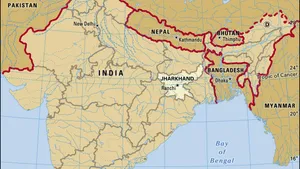 PAKISTAN
New Delhi
NEPAL
Kathmandu
BHUTAN
Thimphu
D
INDIA
BANGLADESH
JHARKHAND
Ranchi
Dhaka
Tropic of Cancer
MYANMAR
Bay
of
Bengal